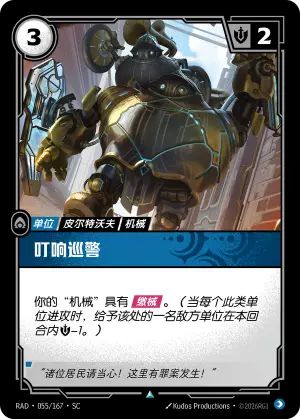 3
2
单位 皮尔特沃夫 机械
叮响巡警
你的“机械”具有 缴械 。（当每个此类单
位进攻时，给予该处的一名敌方单位在本回
合内-1。）
“诸位居民请当心！这里有罪案发生！”
RAD • 055/167 • SC Kudos Productions • ©2026RGI